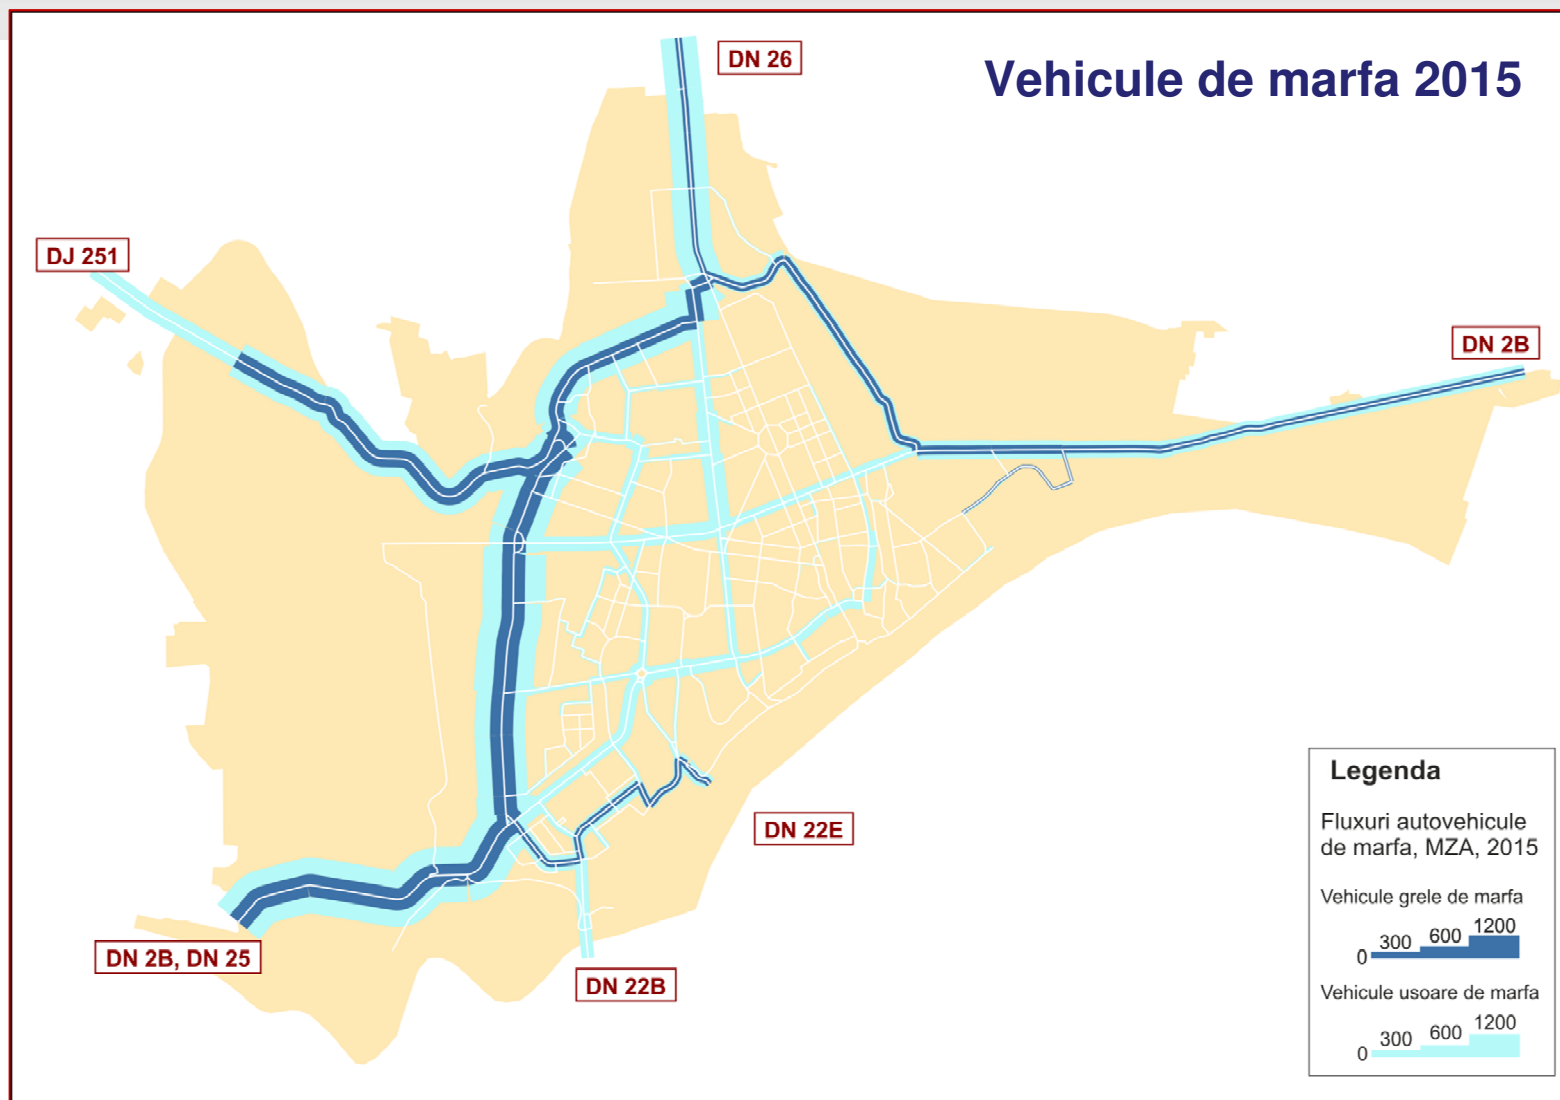 Vehicule de marfa 2015
DN 26
DJ 251
DN 2B
DN 22E
DN 2B, DN 25
DN 22B
Legenda
Fluxuri autovehicule
de marfa, MZA, 2015
Vehicule grele de marfa
0 300 600 1200
Vehicule usoare de marfa
0 300 600 1200